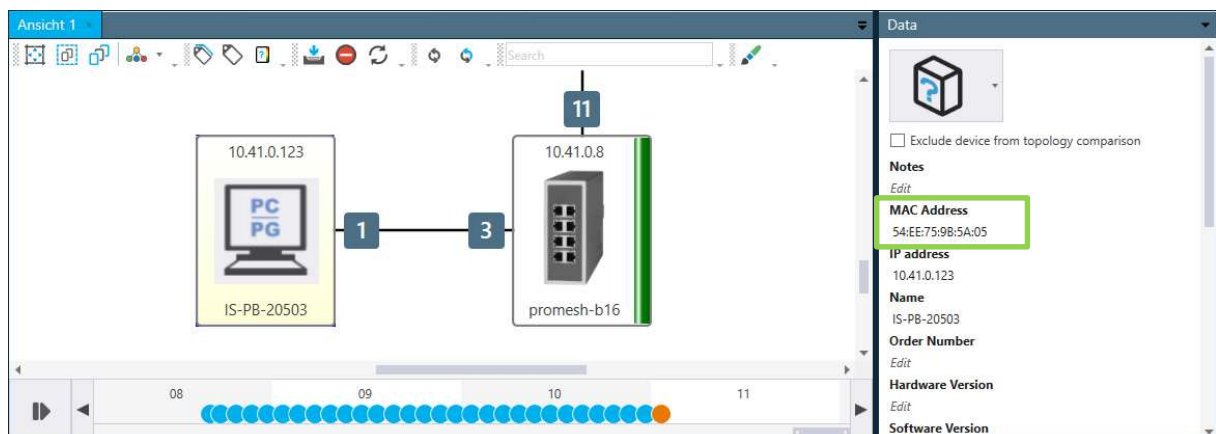 Ansicht 1
Search
11
10.41.0.123
10.41.0.8
PC
PG
1
3
IS-PB-20503
promesh-b16
08
09
10
11
Data
Exclude device from topology comparison
Notes
Edit
MAC Address
54:EE:75:9B:5A:05
IP address
10.41.0.123
Name
IS-PB-20503
Order Number
Edit
Hardware Version
Edit
Software Version